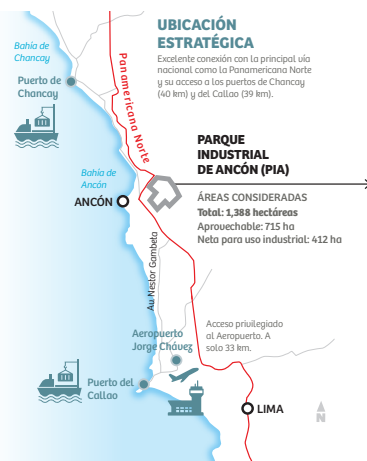 UBICACIÓN
ESTRATÉGICA
Excelente conexión con la principal vía
nacional como la Panamericana Norte
y su acceso a los puertos de Chancay
(40 km) y del Callao (39 km).
Bahía de
Chancay
Puerto de
Chancay
Panamericana Norte
PARQUE
INDUSTRIAL
DE ANCÓN (PIA)
ÁREAS CONSIDERADAS
Total: 1,388 hectáreas
Aprovechable: 715 ha
Neta para uso industrial: 412 ha
Bahía de
Ancón
ANCÓN
Av. Nestor Gambeta
Acceso privilegiado
al Aeropuerto. A
solo 33 km.
Aeropuerto
Jorge Chávez
Puerto del
Callao
LIMA
N